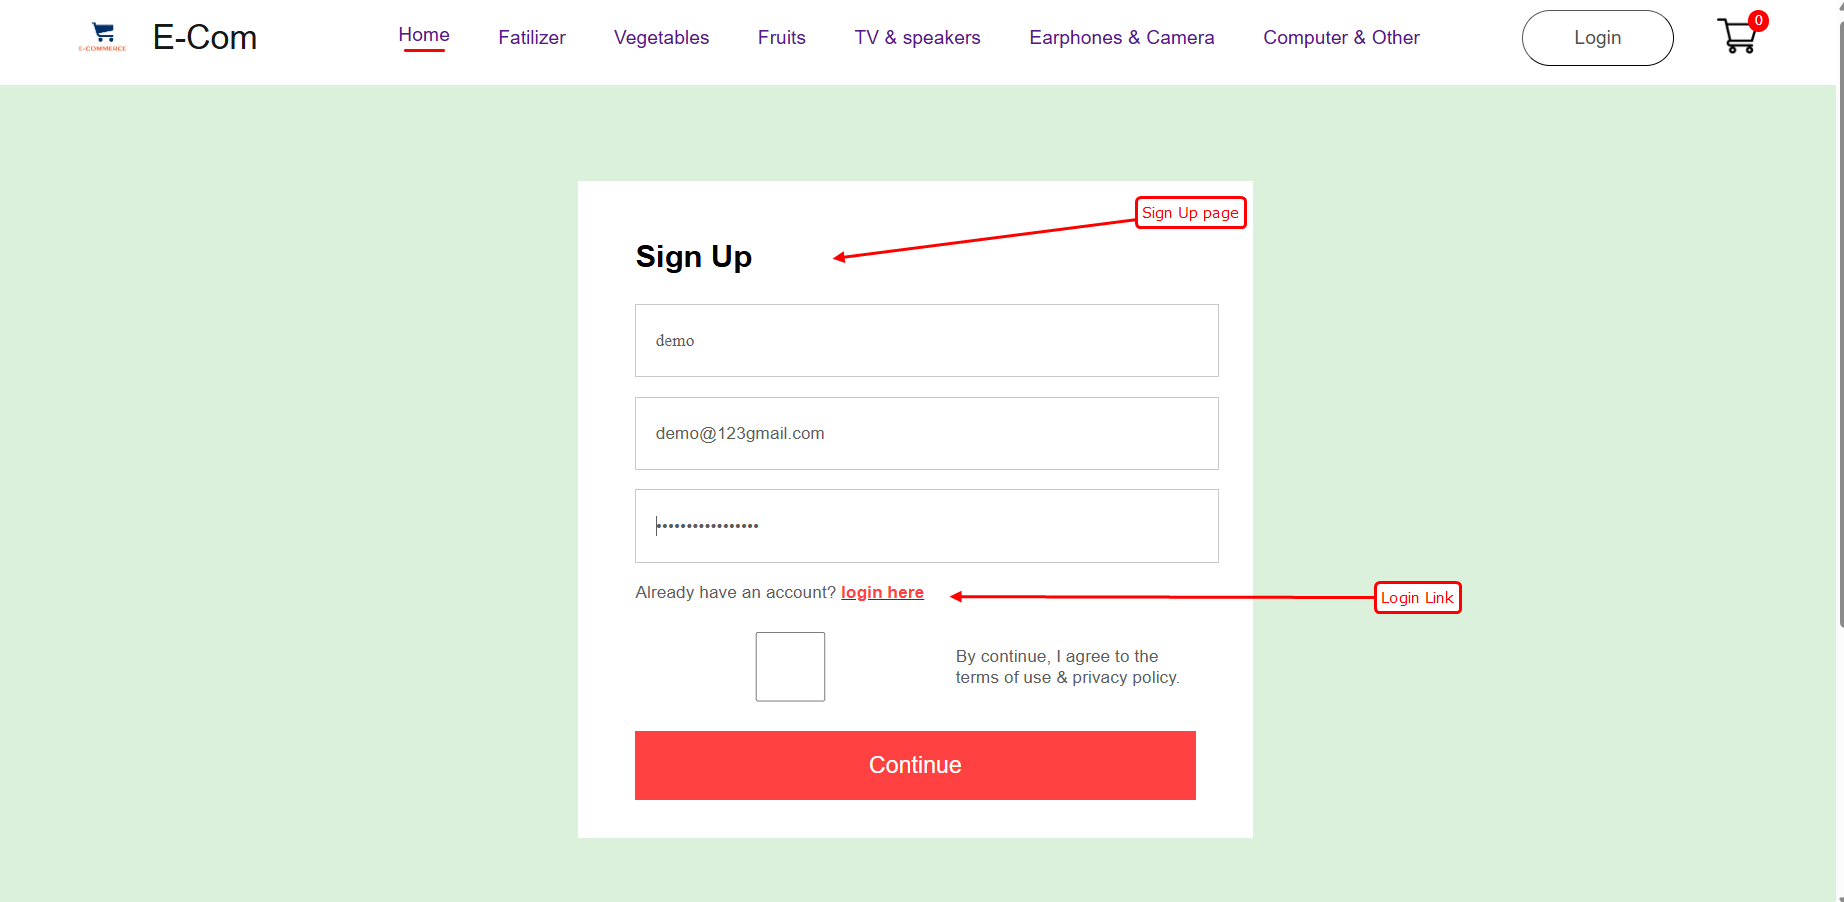 E-COMMERCE
E-Com
Home
Fatilizer
Vegetables
Fruits
TV & speakers
Earphones & Camera
Computer & Other
Login
0
Sign Up page
Sign Up
demo
demo@123gmail.com
•••••••••••••••••
Already have an account? login here
Login Link
By continue, I agree to the
terms of use & privacy policy.
Continue